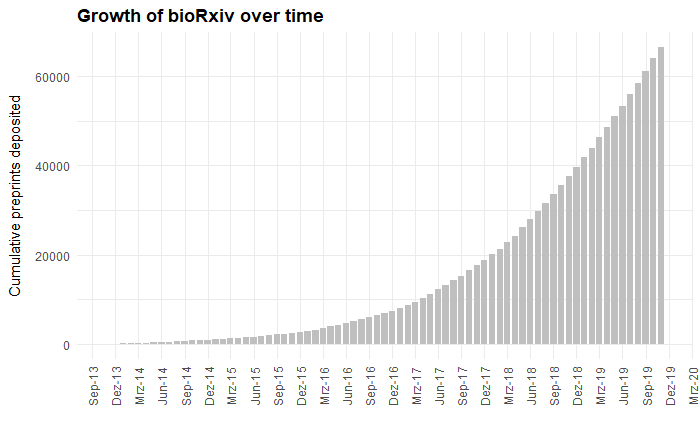 Growth of bioRxiv over time
Cumulative preprints deposited
60000
40000
20000
0
Sep-13
Dez-13
Mrz-14
Jun-14
Sep-14
Dez-14
Mrz-15
Jun-15
Sep-15
Dez-15
Mrz-16
Jun-16
Sep-16
Dez-16
Mrz-17
Jun-17
Sep-17
Dez-17
Mrz-18
Jun-18
Sep-18
Dez-18
Mrz-19
Jun-19
Sep-19
Dez-19
Mrz-20